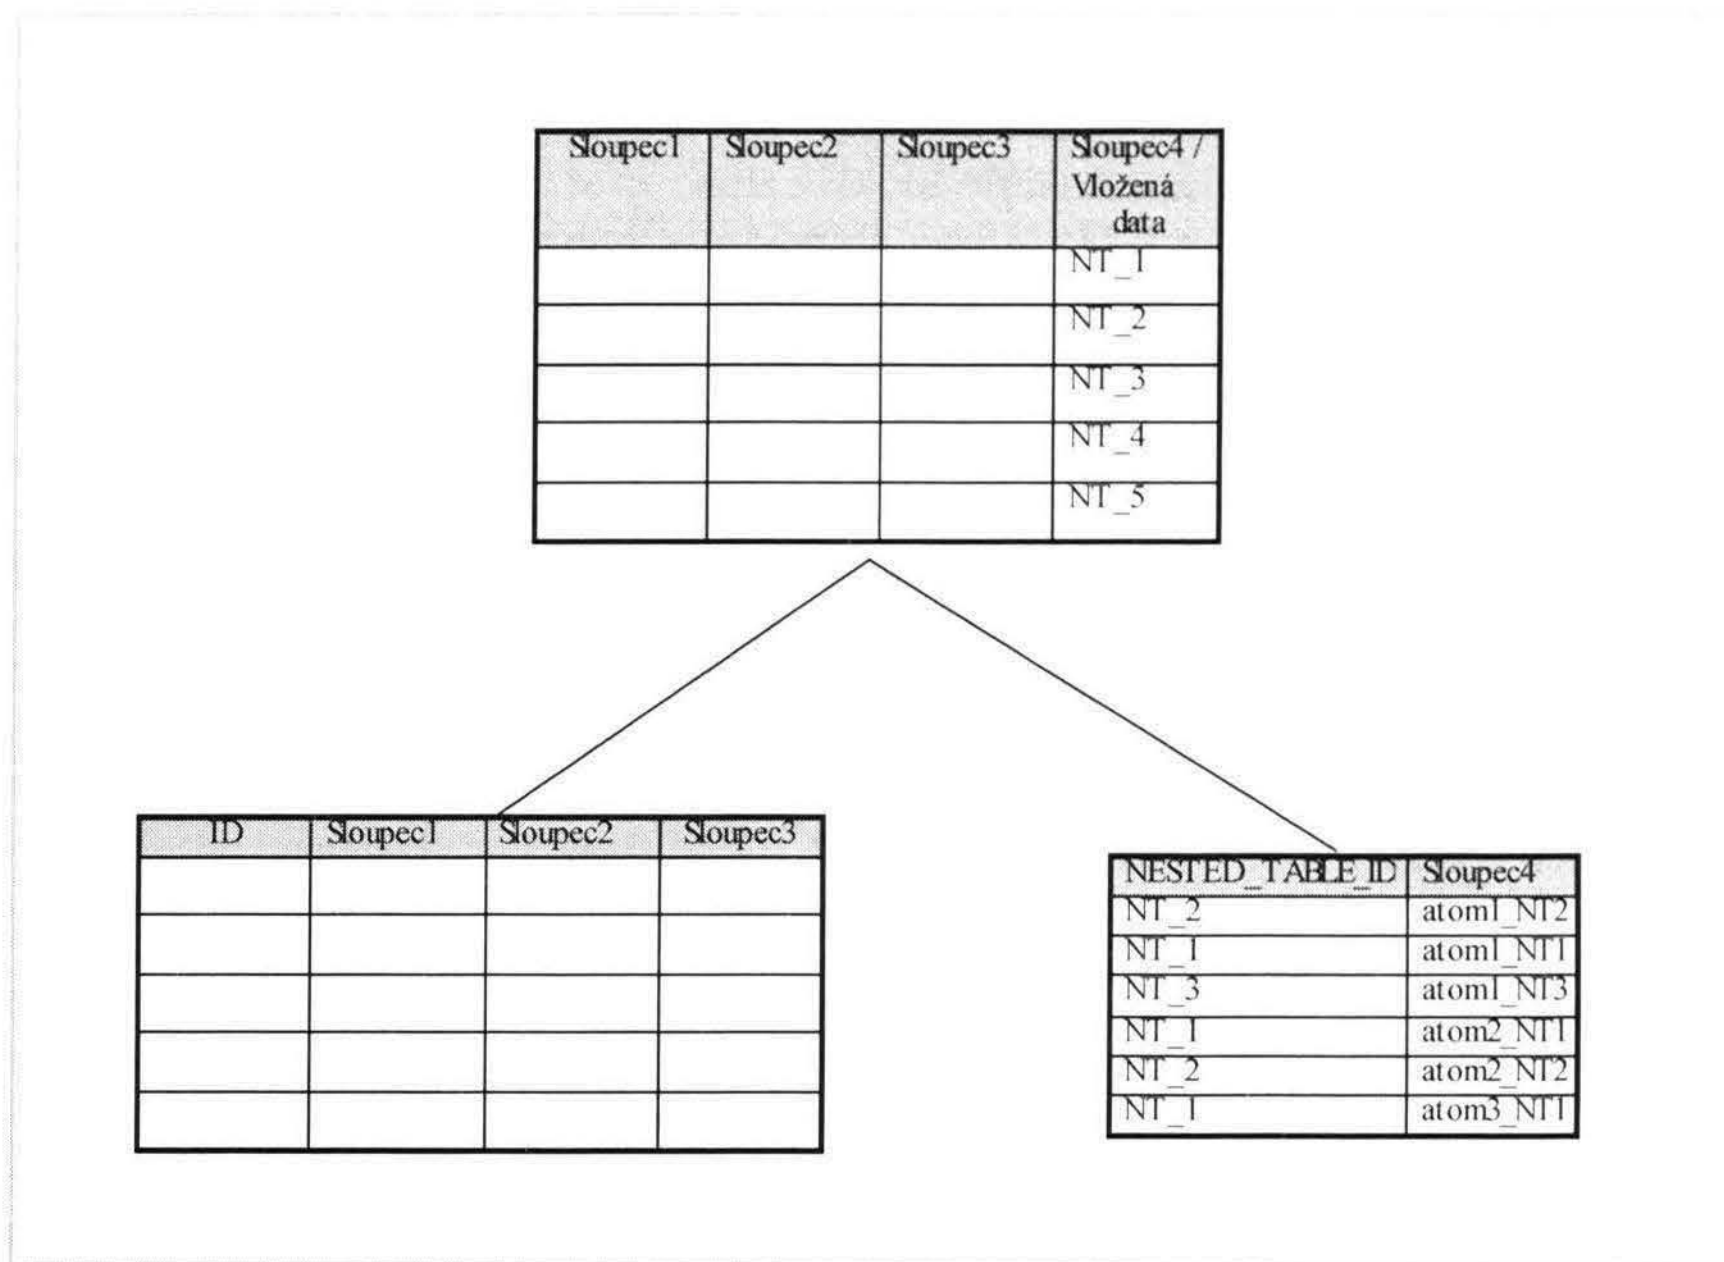 Sloupec1 Sloupec2 Sloupec3 Sloupec4 /
Vložená
data
NT_1
NT_2
NT_3
NT_4
NT_5
ID Sloupec1 Sloupec2 Sloupec3
NESTED_TABLE_ID Sloupec4
NT_2 atom1_NT2
NT_1 atom1_NT1
NT_3 atom1_NT3
NT_1 atom2_NT1
NT_2 atom2_NT2
NT_1 atom3_NT1